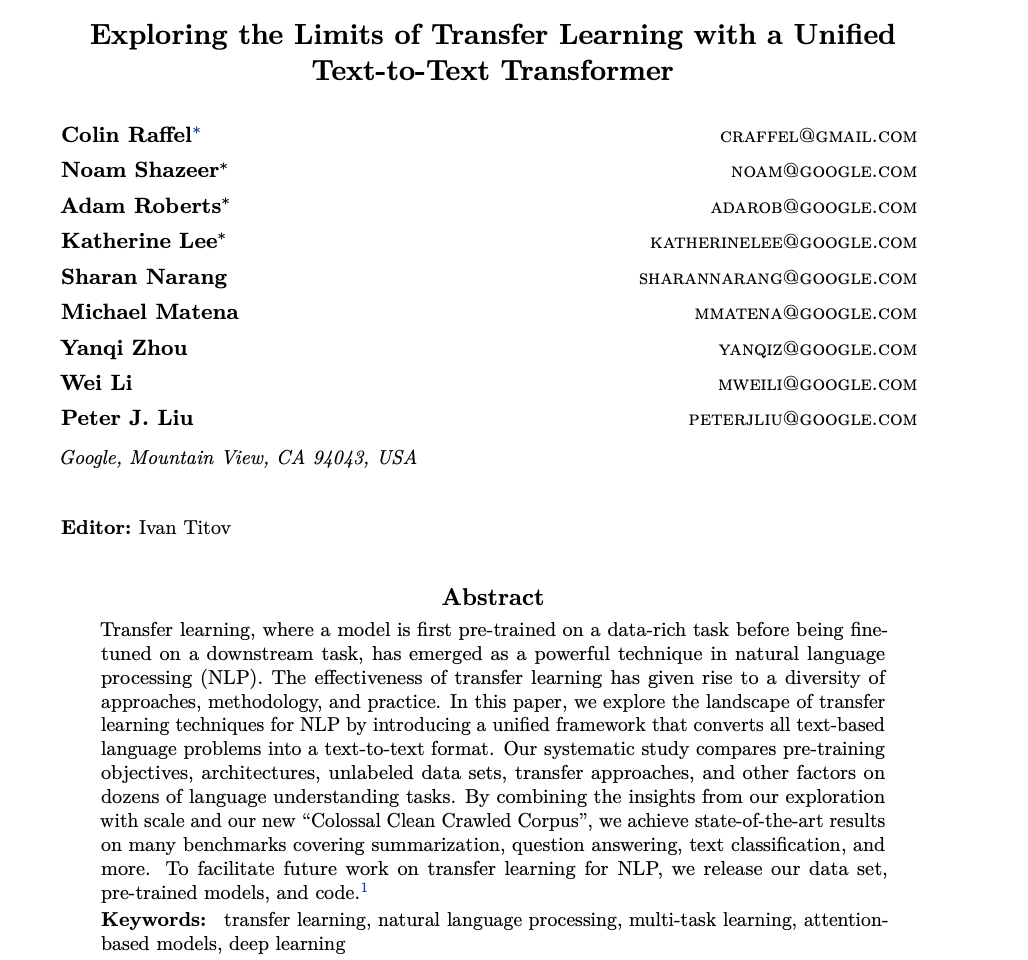 Exploring the Limits of Transfer Learning with a Unified
Text-to-Text Transformer
Colin Raffel* CRAFFEL@GMAIL.COM
Noam Shazeer* NOAM@GOOGLE.COM
Adam Roberts* ADAROB@GOOGLE.COM
Katherine Lee* KATHERINELEE@GOOGLE.COM
Sharan Narang SHARANNARANG@GOOGLE.COM
Michael Matena MMATENA@GOOGLE.COM
Yanqi Zhou YANQIZ@GOOGLE.COM
Wei Li MWEILI@GOOGLE.COM
Peter J. Liu PETERJLIU@GOOGLE.COM
Google, Mountain View, CA 94043, USA
Editor: Ivan Titov
Abstract
Transfer learning, where a model is first pre-trained on a data-rich task before being fine-
tuned on a downstream task, has emerged as a powerful technique in natural language
processing (NLP). The effectiveness of transfer learning has given rise to a diversity of
approaches, methodology, and practice. In this paper, we explore the landscape of transfer
learning techniques for NLP by introducing a unified framework that converts all text-based
language problems into a text-to-text format. Our systematic study compares pre-training
objectives, architectures, unlabeled data sets, transfer approaches, and other factors on
dozens of language understanding tasks. By combining the insights from our exploration
with scale and our new “Colossal Clean Crawled Corpus”, we achieve state-of-the-art results
on many benchmarks covering summarization, question answering, text classification, and
more. To facilitate future work on transfer learning for NLP, we release our data set,
pre-trained models, and code.1
Keywords: transfer learning, natural language processing, multi-task learning, attention-
based models, deep learning